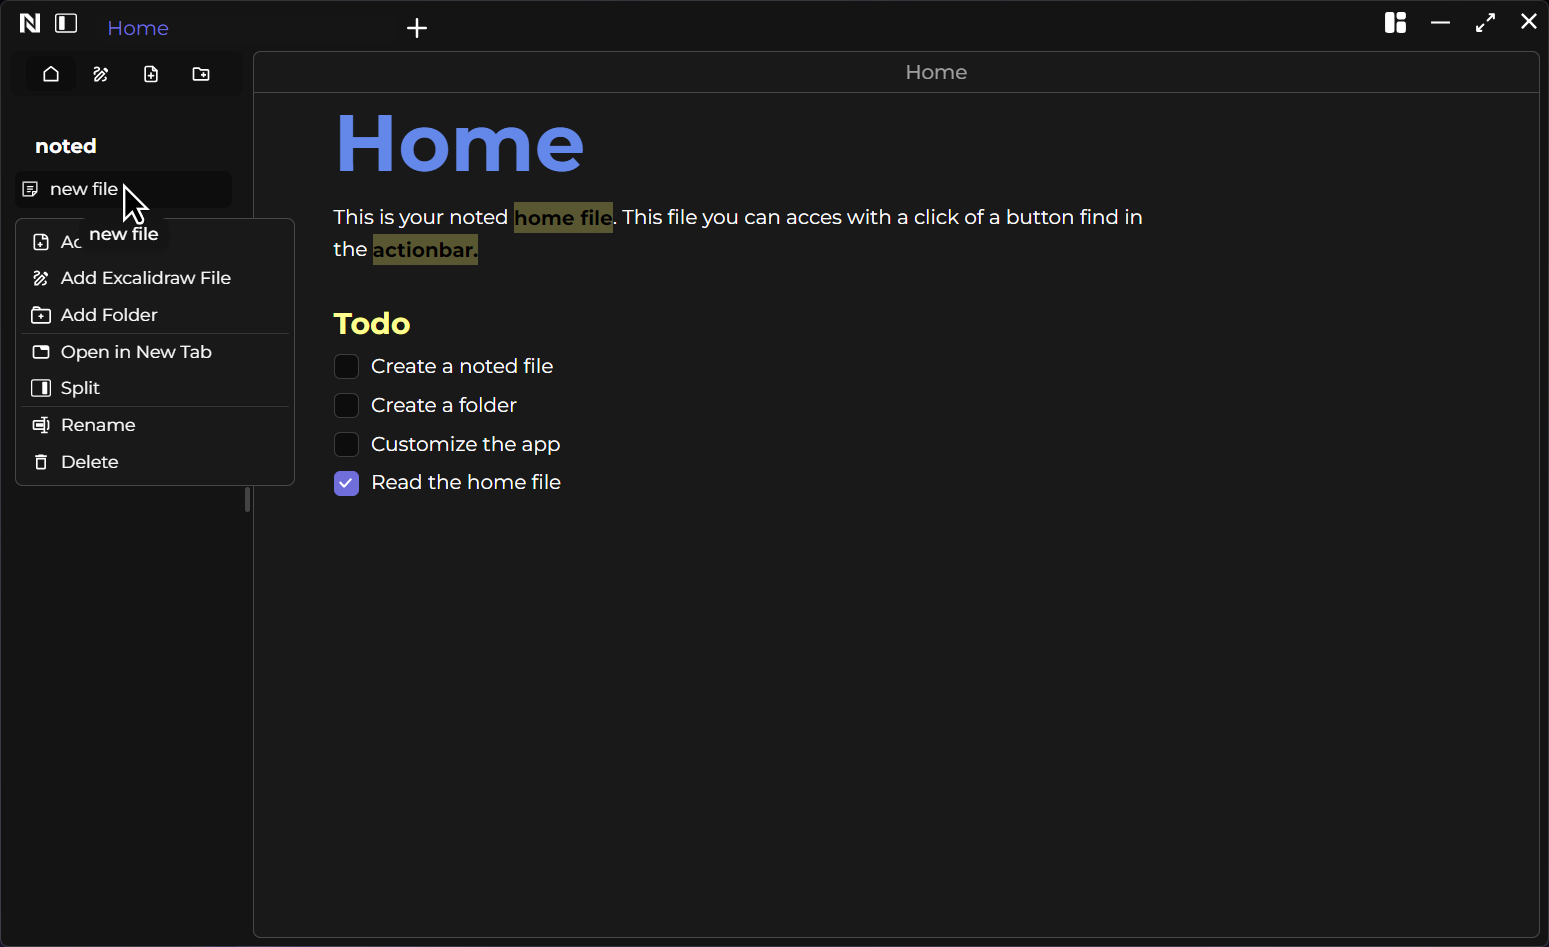 Home
Home
noted
new file
new file
Add Excalidraw File
Add Folder
Open in New Tab
Split
Rename
Delete
Home
This is your noted home file. This file you can acces with a click of a button find in
the actionbar.
Todo
Create a noted file
Create a folder
Customize the app
Read the home file